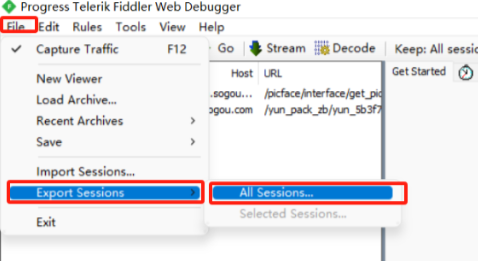 Progress Telerik Fiddler Web Debugger
File Edit Rules Tools View Help
Capture Traffic F12
Go Stream Decode Keep: All sessi
New Viewer
Load Archive...
Recent Archives
Save
Import Sessions...
Export Sessions
Exit
All Sessions...
Selected Sessions...
Host URL
.sogou... /picface/interface/get_pic
ogou.com /yun_pack_zb/yun_5b3f7
Get Started